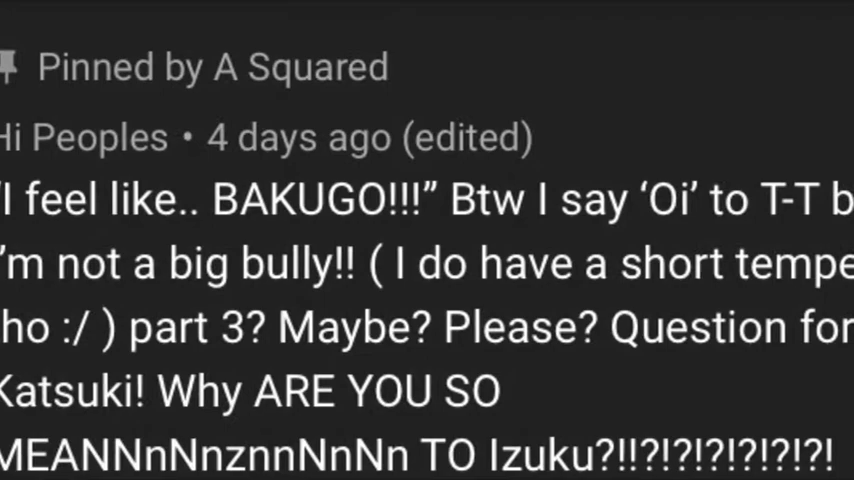 Pinned by A Squared
Hi Peoples • 4 days ago (edited)
"I feel like.. BAKUGO!!!” Btw I say ‘Oi’ to T-T b
I’m not a big bully!! ( I do have a short tempe
tho :/ ) part 3? Maybe? Please? Question for
Katsuki! Why ARE YOU SO
MEANNnNnznnNnNn TO Izuku?!!?!?!?!?!?!?!